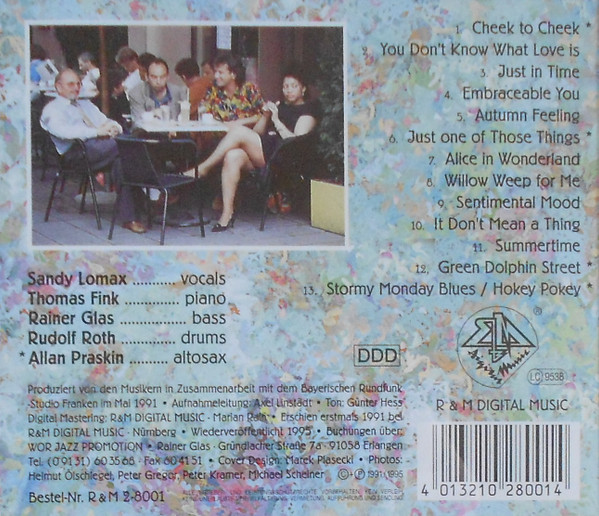 1. Cheek to Cheek *
2. You Don't Know What Love is
3. Just in Time
4. Embraceable You
5. Autumn Feeling
6. Just one of Those Things *
7. Alice in Wonderland
8. Willow Weep for Me
9. Sentimental Mood
10. It Don't Mean a Thing
11. Summertime
12. Green Dolphin Street *
13. Stormy Monday Blues / Hokey Pokey *
Sandy Lomax ........... vocals
Thomas Fink .............. piano
Rainer Glas ................ bass
Rudolf Roth .............. drums
* Allan Praskin .......... altosax
DDD
R&M
®
LC 9536
R & M DIGITAL MUSIC
Produziert von den Musikern in Zusammenarbeit mit dem Bayerischen Rundfunk
-Studio Franken im Mai 1991 • Aufnahmeleitung: Axel Linstädt • Ton: Günter Hess
Digital Mastering: R&M DIGITAL MUSIC - Marian Rain • Erschien erstmals 1991 bei
R&M DIGITAL MUSIC - Nürnberg • Wiederveröffentlicht 1995 • Buchungen über:
WOR JAZZ PROMOTION • Rainer Glas - Gründlacher Straße 7a - 91058 Erlangen
Tel. (0 91 31) 60 35 68 - Fax 60 41 51 • Cover Design: Marek Piasecki • Photos:
Helmut Ölschlegel, Peter Gregor, Peter Kramer, Michael Scheiner ©+℗ 1991/1995
Bestel-Nr. R & M 2-8001
4 013210 280014